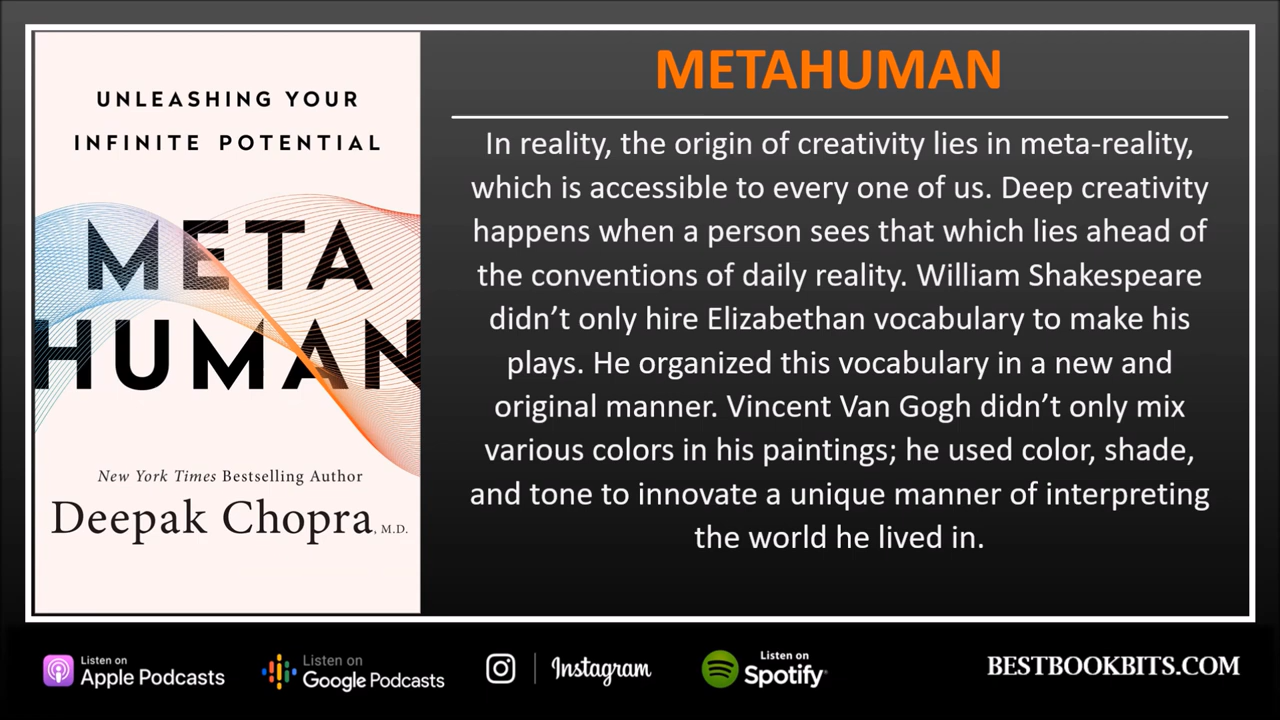 UNLEASHING YOUR
INFINITE POTENTIAL
META
HUMAN
New York Times Bestselling Author
Deepak Chopra, M.D.
METAHUMAN
In reality, the origin of creativity lies in meta-reality,
which is accessible to every one of us. Deep creativity
happens when a person sees that which lies ahead of
the conventions of daily reality. William Shakespeare
didn’t only hire Elizabethan vocabulary to make his
plays. He organized this vocabulary in a new and
original manner. Vincent Van Gogh didn’t only mix
various colors in his paintings; he used color, shade,
and tone to innovate a unique manner of interpreting
the world he lived in.
Listen on
Apple Podcasts
Listen on
Google Podcasts
Instagram
Listen on
Spotify
BESTBOOKBITS.COM